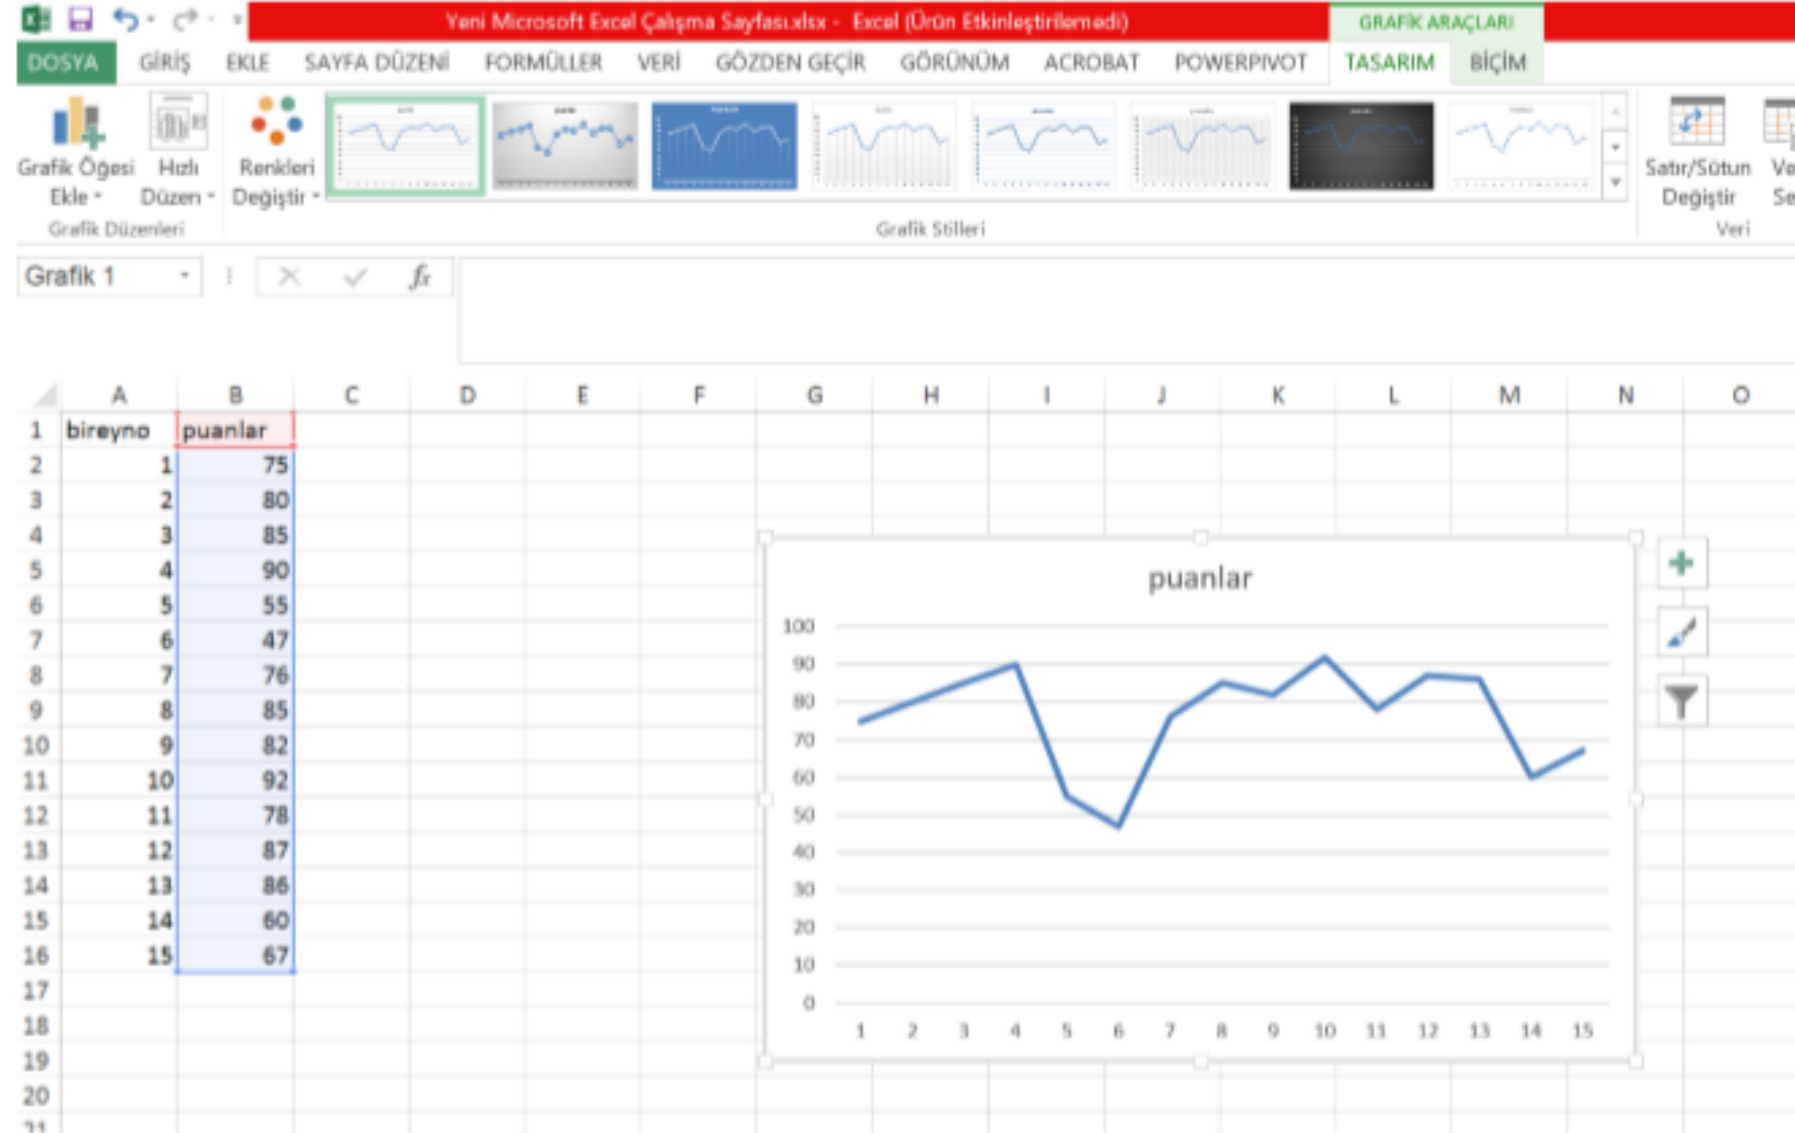 Yeni Microsoft Excel Çalışma Sayfası.xlsx - Excel (Ürün Etkinleştirilemedi)
GRAFİK ARAÇLARI
DOSYA GİRİŞ EKLE SAYFA DÜZENİ FORMÜLLER VERİ GÖZDEN GEÇİR GÖRÜNÜM ACROBAT POWERPIVOT TASARIM BİÇİM
Grafik Öğesi Ekle
Hızlı Düzen
Renkleri Değiştir
Satır/Sütun Değiştir
Grafik Düzenleri
Grafik Stilleri
Veri
Grafik 1
fx
A B C D E F G H I J K L M N O
1 bireyno puanlar
2 1 75
3 2 80
4 3 85
5 4 90
6 5 55
7 6 47
8 7 76
9 8 85
10 9 82
11 10 92
12 11 78
13 12 87
14 13 86
15 14 60
16 15 67
17
18
19
20
21
puanlar
100
90
80
70
60
50
40
30
20
10
0
1 2 3 4 5 6 7 8 9 10 11 12 13 14 15